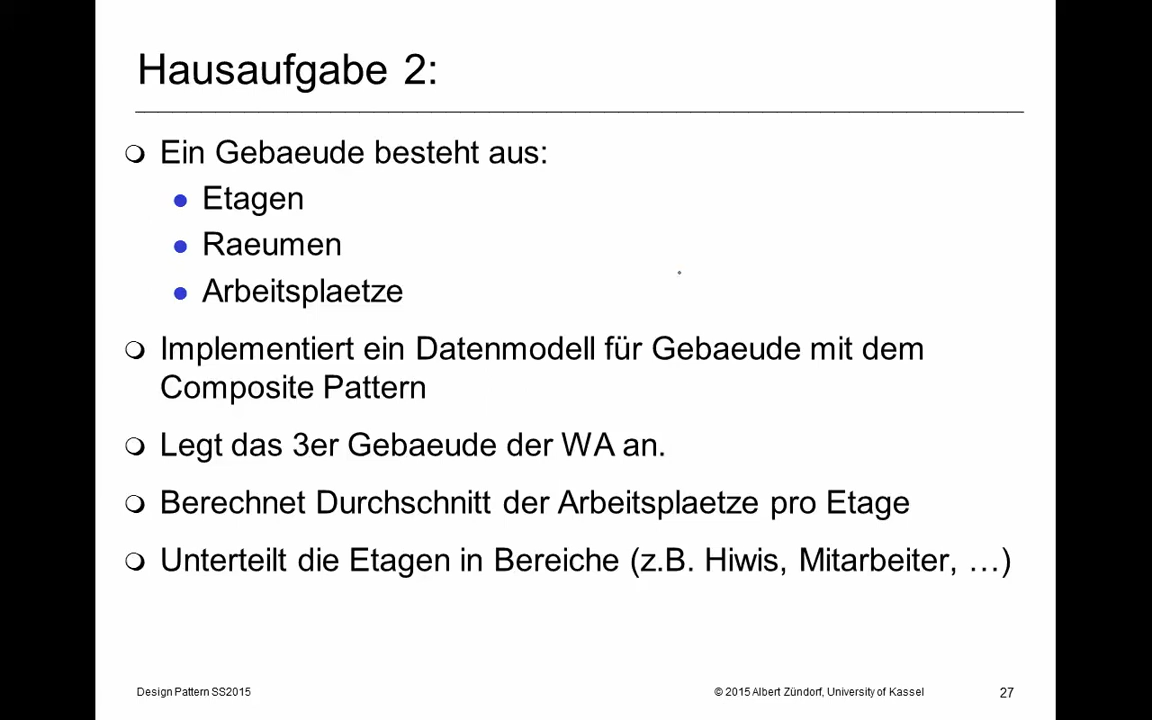 Hausaufgabe 2:
Ein Gebaeude besteht aus:
Etagen
Raeumen
Arbeitsplaetze
Implementiert ein Datenmodell für Gebaeude mit dem
Composite Pattern
Legt das 3er Gebaeude der WA an.
Berechnet Durchschnitt der Arbeitsplaetze pro Etage
Unterteilt die Etagen in Bereiche (z.B. Hiwis, Mitarbeiter, …)
Design Pattern SS2015
© 2015 Albert Zündorf, University of Kassel
27